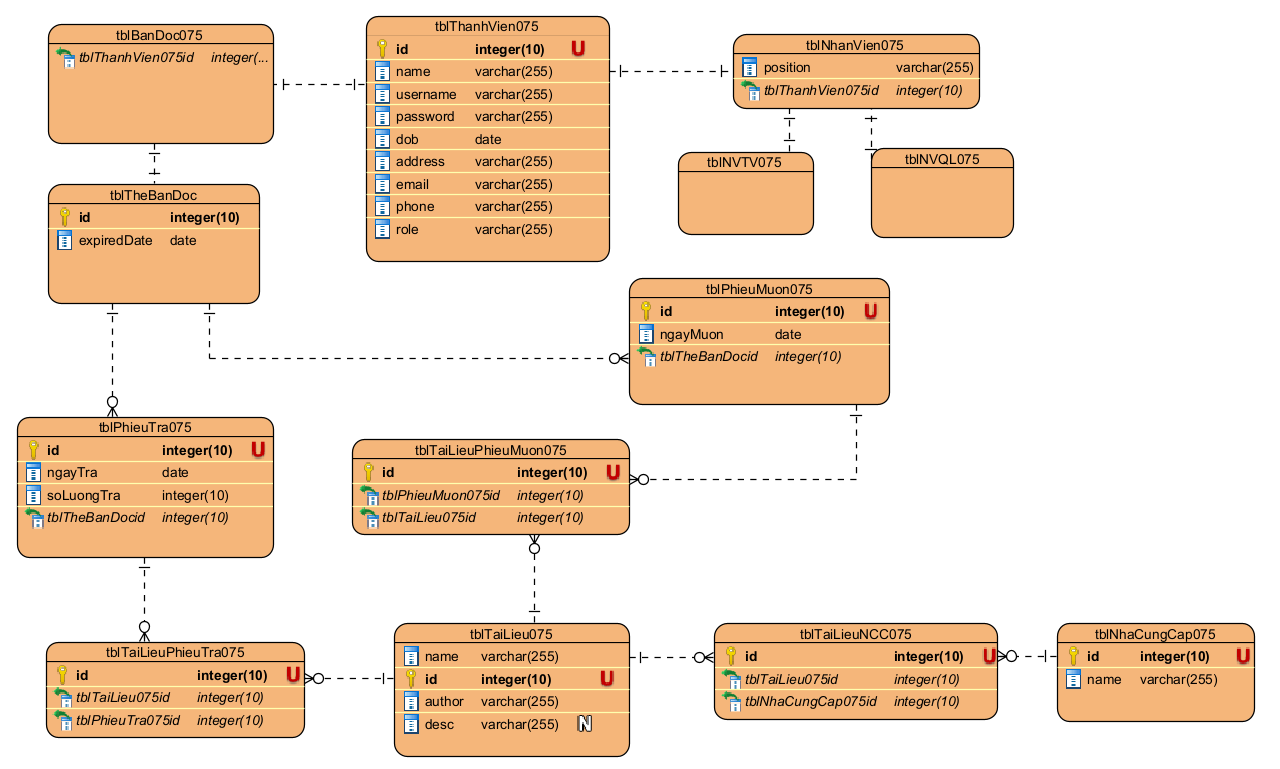 tblBanDoc075
tblThanhVien075id integer(...
tblThanhVien075
id integer(10) U
name varchar(255)
username varchar(255)
password varchar(255)
dob date
address varchar(255)
email varchar(255)
phone varchar(255)
role varchar(255)
tblNhanVien075
position varchar(255)
tblThanhVien075id integer(10)
tblNVTV075
tblNVQL075
tblTheBanDoc
id integer(10)
expiredDate date
tblPhieuMuon075
id integer(10) U
ngayMuon date
tblTheBanDocid integer(10)
tblPhieuTra075
id integer(10) U
ngayTra date
soLuongTra integer(10)
tblTheBanDocid integer(10)
tblTaiLieuPhieuMuon075
id integer(10) U
tblPhieuMuon075id integer(10)
tblTaiLieu075id integer(10)
tblTaiLieuPhieuTra075
id integer(10) U
tblTaiLieu075id integer(10)
tblPhieuTra075id integer(10)
tblTaiLieu075
name varchar(255)
id integer(10) U
author varchar(255)
desc varchar(255) N
tblTaiLieuNCC075
id integer(10) U
tblTaiLieu075id integer(10)
tblNhaCungCap075id integer(10)
tblNhaCungCap075
id integer(10) U
name varchar(255)